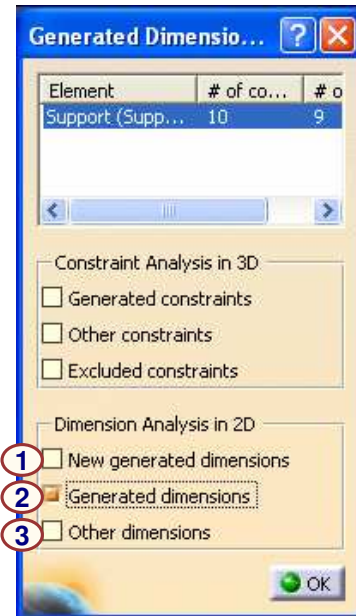 Generated Dimensio...
Element # of co... # o
Support (Supp... 10 9
Constraint Analysis in 3D
Generated constraints
Other constraints
Excluded constraints
Dimension Analysis in 2D
1 New generated dimensions
2 Generated dimensions
3 Other dimensions
OK